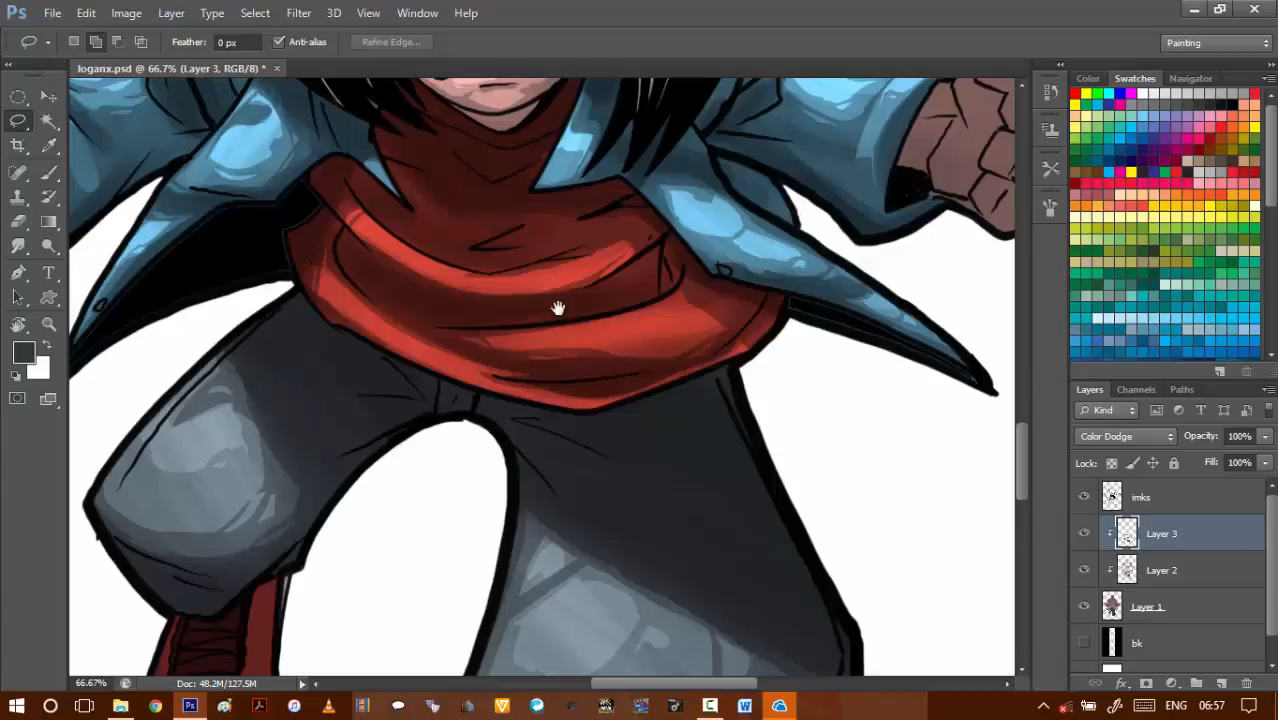 Ps File Edit Image Layer Type Select Filter 3D View Window Help
Feather: 0 px Anti-alias Refine Edge... Painting
loganx.psd @ 66.7% (Layer 3, RGB/8) * ×
Color Swatches Navigator
Layers Channels Paths
Kind
Color Dodge Opacity: 100%
Lock: Fill: 100%
imks
Layer 3
Layer 2
Layer 1
bk
66.67% Doc: 48.2M/127.5M
ENG 06:57